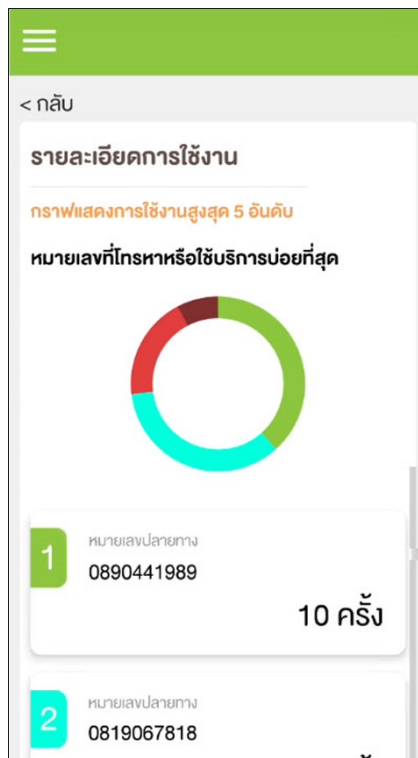 < กลับ
รายละเอียดการใช้งาน
กราฟแสดงการใช้งานสูงสุด 5 อันดับ
หมายเลขที่โทรหาหรือใช้บริการบ่อยที่สุด
1
หมายเลขปลายทาง
0890441989
10 ครั้ง
2
หมายเลขปลายทาง
0819067818